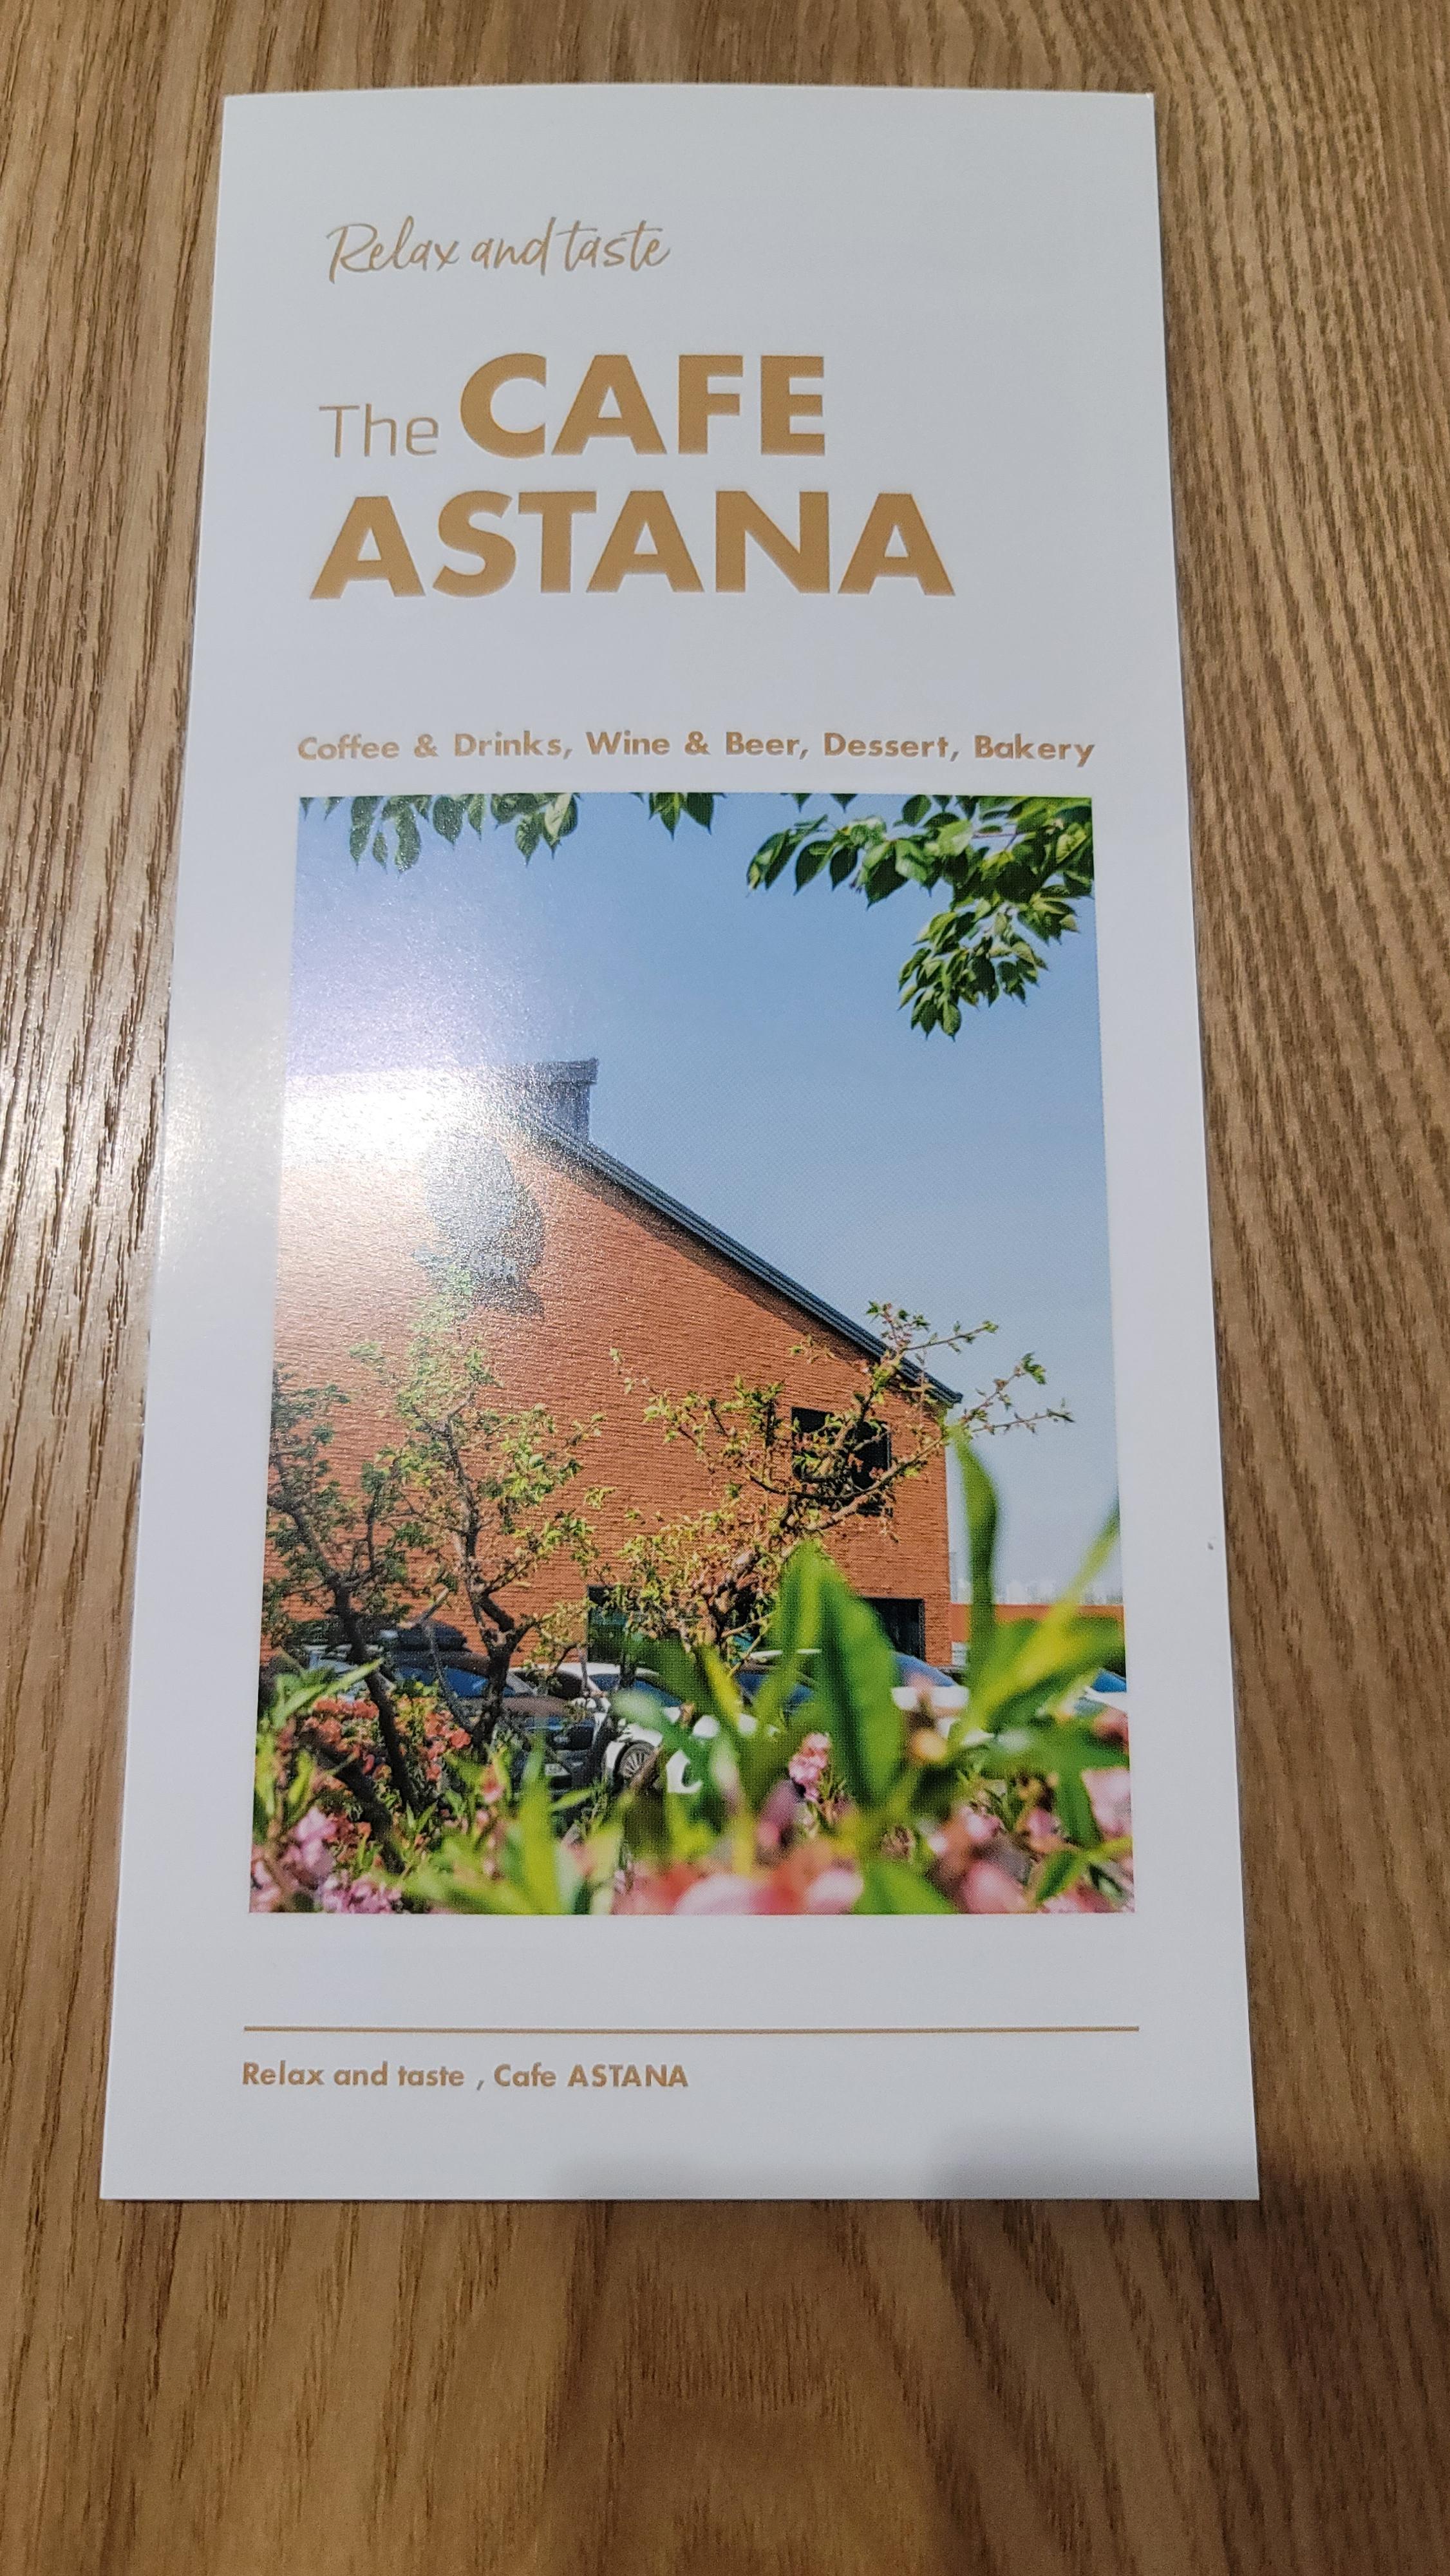 Relax and taste
The CAFE
ASTANA
Coffee & Drinks, Wine & Beer, Dessert, Bakery
Relax and taste , Cafe ASTANA